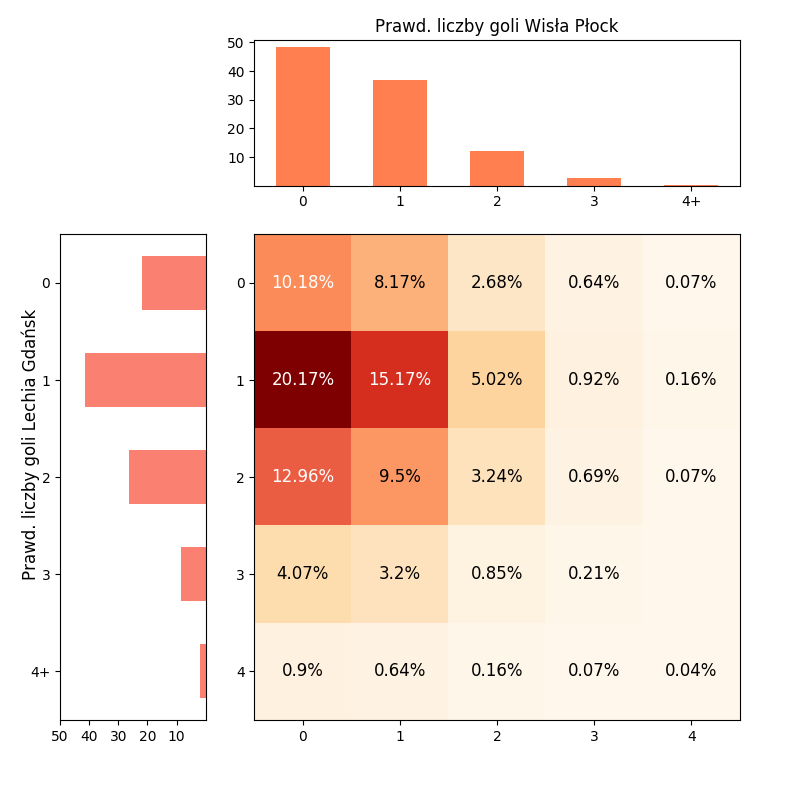 Prawd. liczby goli Wisła Płock
50
40
30
20
10
0 1 2 3 4+
Prawd. liczby goli Lechia Gdańsk
0
1
2
3
4+
50 40 30 20 10
0 10.18% 8.17% 2.68% 0.64% 0.07%
1 20.17% 15.17% 5.02% 0.92% 0.16%
2 12.96% 9.5% 3.24% 0.69% 0.07%
3 4.07% 3.2% 0.85% 0.21%
4 0.9% 0.64% 0.16% 0.07% 0.04%
0 1 2 3 4